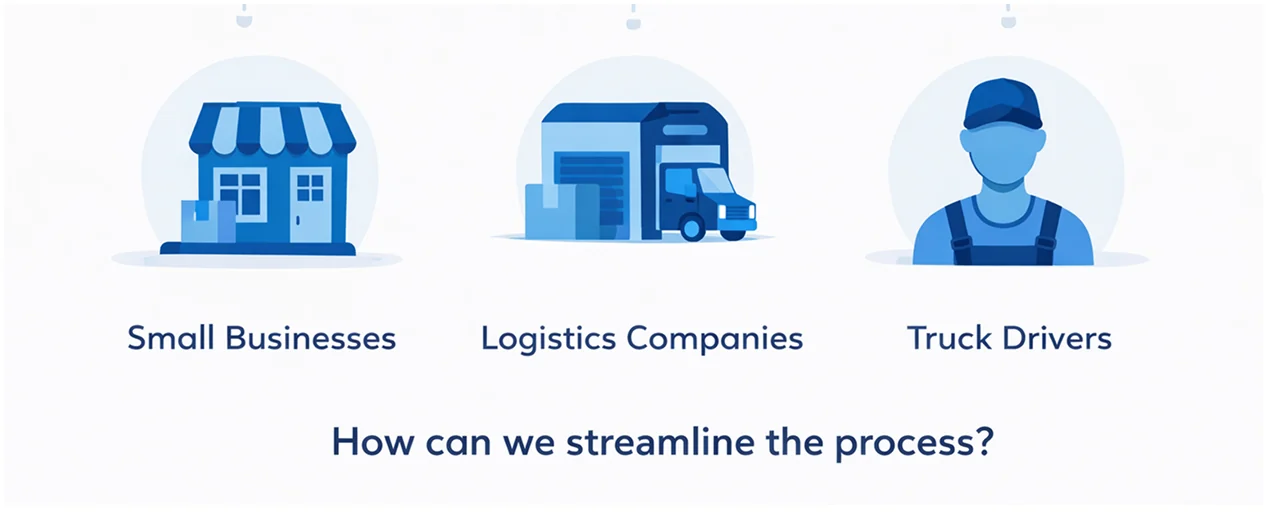 Small Businesses
Logistics Companies
Truck Drivers
How can we streamline the process?